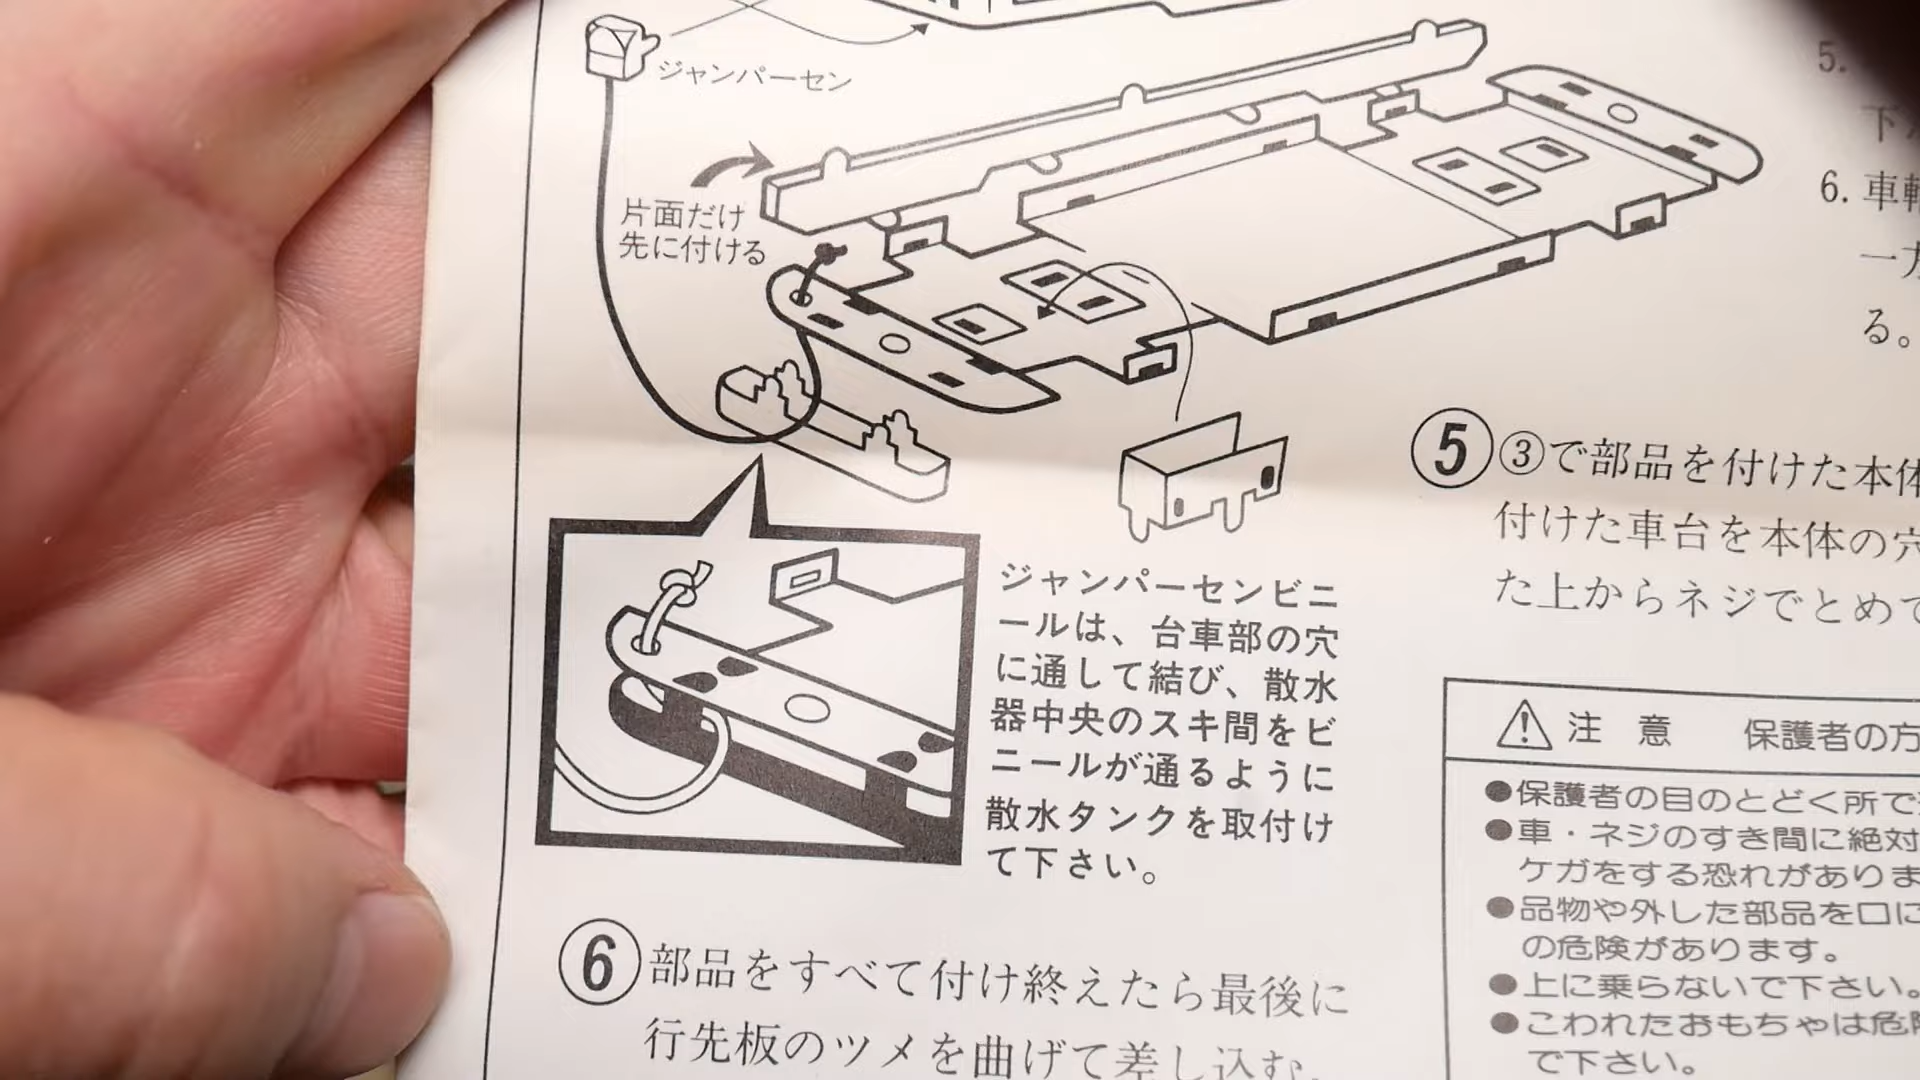 ジャンパーセン
片面だけ
先に付ける
ジャンパーセンビニ
ールは、台車部の穴
に通して結び、散水
器中央のスキ間をビ
ニールが通るように
散水タンクを取付け
て下さい。
⑥ 部品をすべて付け終えたら最後に
行先板のツメを曲げて差し込む。
5.
下
6. 車
一方
る。
⑤ ③で部品を付けた本体
付けた車台を本体の穴
た上からネジでとめて
注 意 保護者の方
●保護者の目のとどく所で
●車・ネジのすき間に絶対
ケガをする恐れがありま
●品物や外した部品を口に
の危険があります。
●上に乗らないで下さい。
●こわれたおもちゃは危険
で下さい。